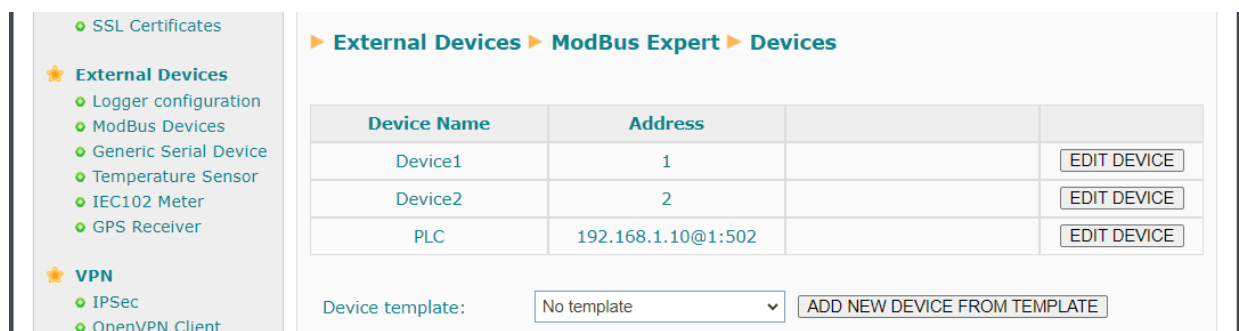 SSL Certificates
External Devices
Logger configuration
ModBus Devices
Generic Serial Device
Temperature Sensor
IEC102 Meter
GPS Receiver
VPN
IPSec
OpenVPN Client
External Devices ModBus Expert Devices
Device Name Address
Device1 1 EDIT DEVICE
Device2 2 EDIT DEVICE
PLC 192.168.1.10@1:502 EDIT DEVICE
Device template: No template ADD NEW DEVICE FROM TEMPLATE